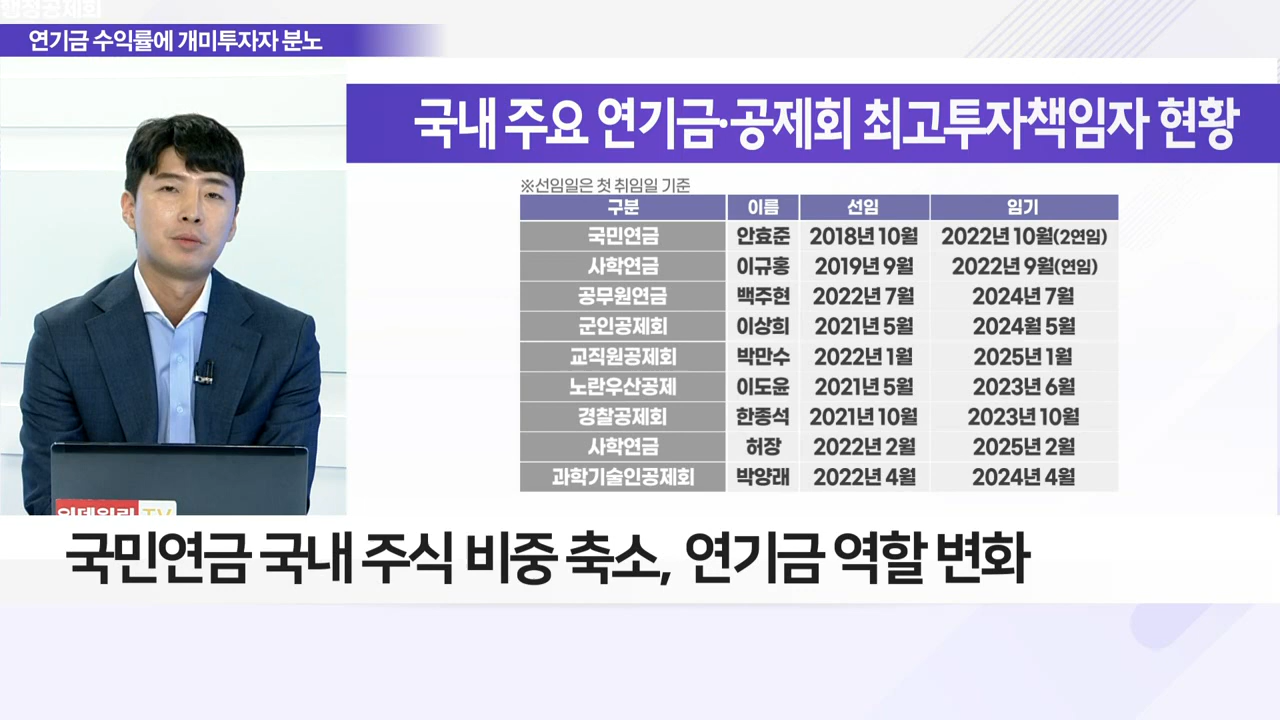 행정공제회
연기금 수익률에 개미투자자 분노
국내 주요 연기금·공제회 최고투자책임자 현황
※선임일은 첫 취임일 기준
구분 이름 선임 임기
국민연금 안효준 2018년 10월 2022년 10월(2연임)
사학연금 이규홍 2019년 9월 2022년 9월(연임)
공무원연금 백주현 2022년 7월 2024년 7월
군인공제회 이상희 2021년 5월 2024월 5월
교직원공제회 박만수 2022년 1월 2025년 1월
노란우산공제 이도윤 2021년 5월 2023년 6월
경찰공제회 한종석 2021년 10월 2023년 10월
사학연금 허장 2022년 2월 2025년 2월
과학기술인공제회 박양래 2022년 4월 2024년 4월
이데일리 TV
국민연금 국내 주식 비중 축소, 연기금 역할 변화